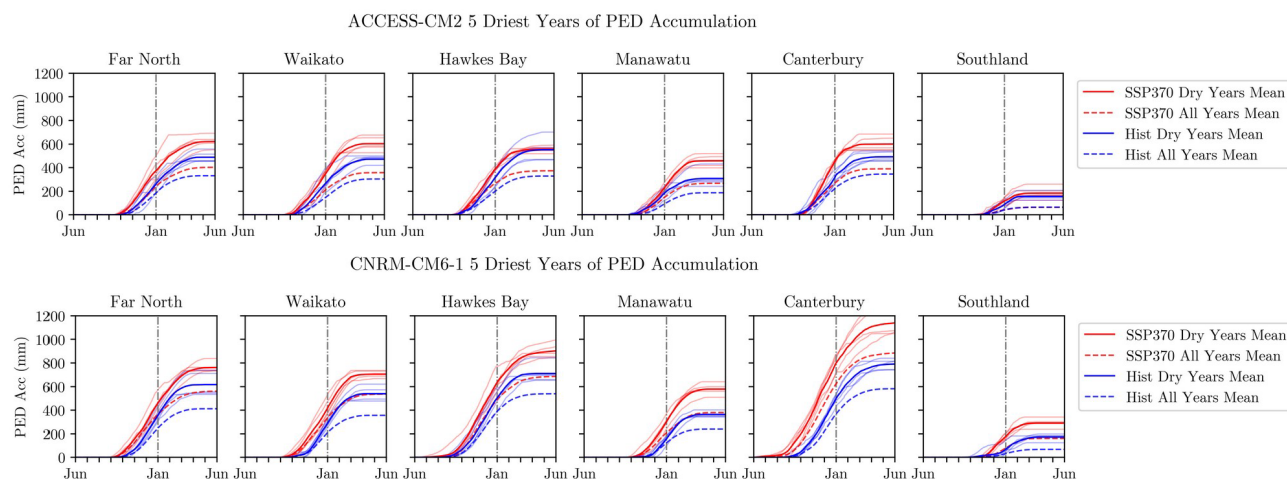 ACCESS-CM2 5 Driest Years of PED Accumulation
Far North Waikato Hawkes Bay Manawatu Canterbury Southland
1200
1000
800
600
400
200
0
PED Acc (mm)
Jun Jan Jun Jun Jan Jun Jun Jan Jun Jun Jan Jun Jun Jan Jun Jun Jan Jun
SSP370 Dry Years Mean
SSP370 All Years Mean
Hist Dry Years Mean
Hist All Years Mean
CNRM-CM6-1 5 Driest Years of PED Accumulation
Far North Waikato Hawkes Bay Manawatu Canterbury Southland
1200
1000
800
600
400
200
0
PED Acc (mm)
Jun Jan Jun Jun Jan Jun Jun Jan Jun Jun Jan Jun Jun Jan Jun Jun Jan Jun
SSP370 Dry Years Mean
SSP370 All Years Mean
Hist Dry Years Mean
Hist All Years Mean